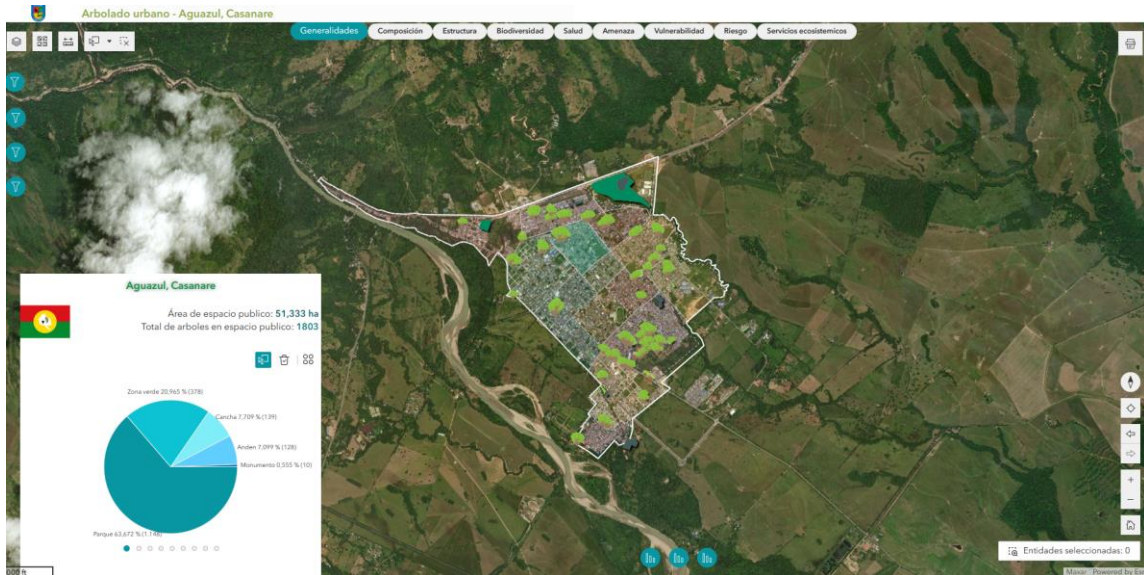 Arbolado urbano - Aguazul, Casanare
Generalidades
Composición
Estructura
Biodiversidad
Salud
Amenaza
Vulnerabilidad
Riesgo
Servicios ecosistemicos
Aguazul, Casanare
Área de espacio publico: 51,333 ha
Total de arboles en espacio publico: 1803
Zona verde 20,965 % (378)
Cancha 7,709 % (139)
Anden 7,099 % (128)
Monumento 0,555 % (10)
Parque 63,672 % (1.148)
Entidades seleccionadas: 0
Maxar Powered by